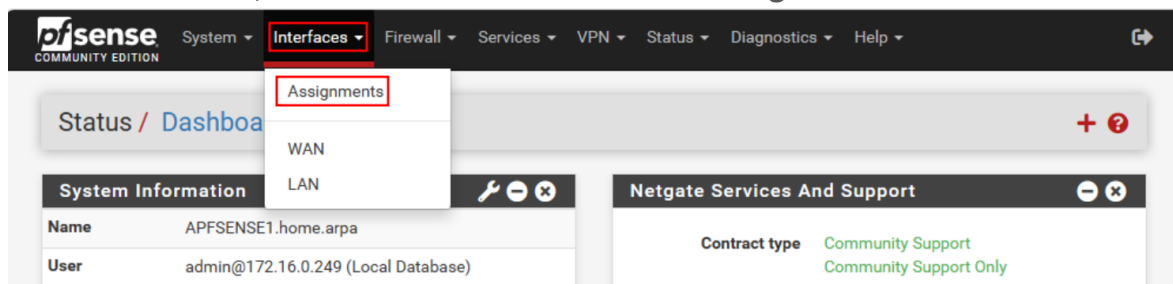 pfsense System Interfaces Firewall Services VPN Status Diagnostics Help
COMMUNITY EDITION
Assignments
WAN
LAN
Status / Dashboa
System Information
Name APFSENSE1.home.arpa
User admin@172.16.0.249 (Local Database)
Netgate Services And Support
Contract type Community Support
Community Support Only